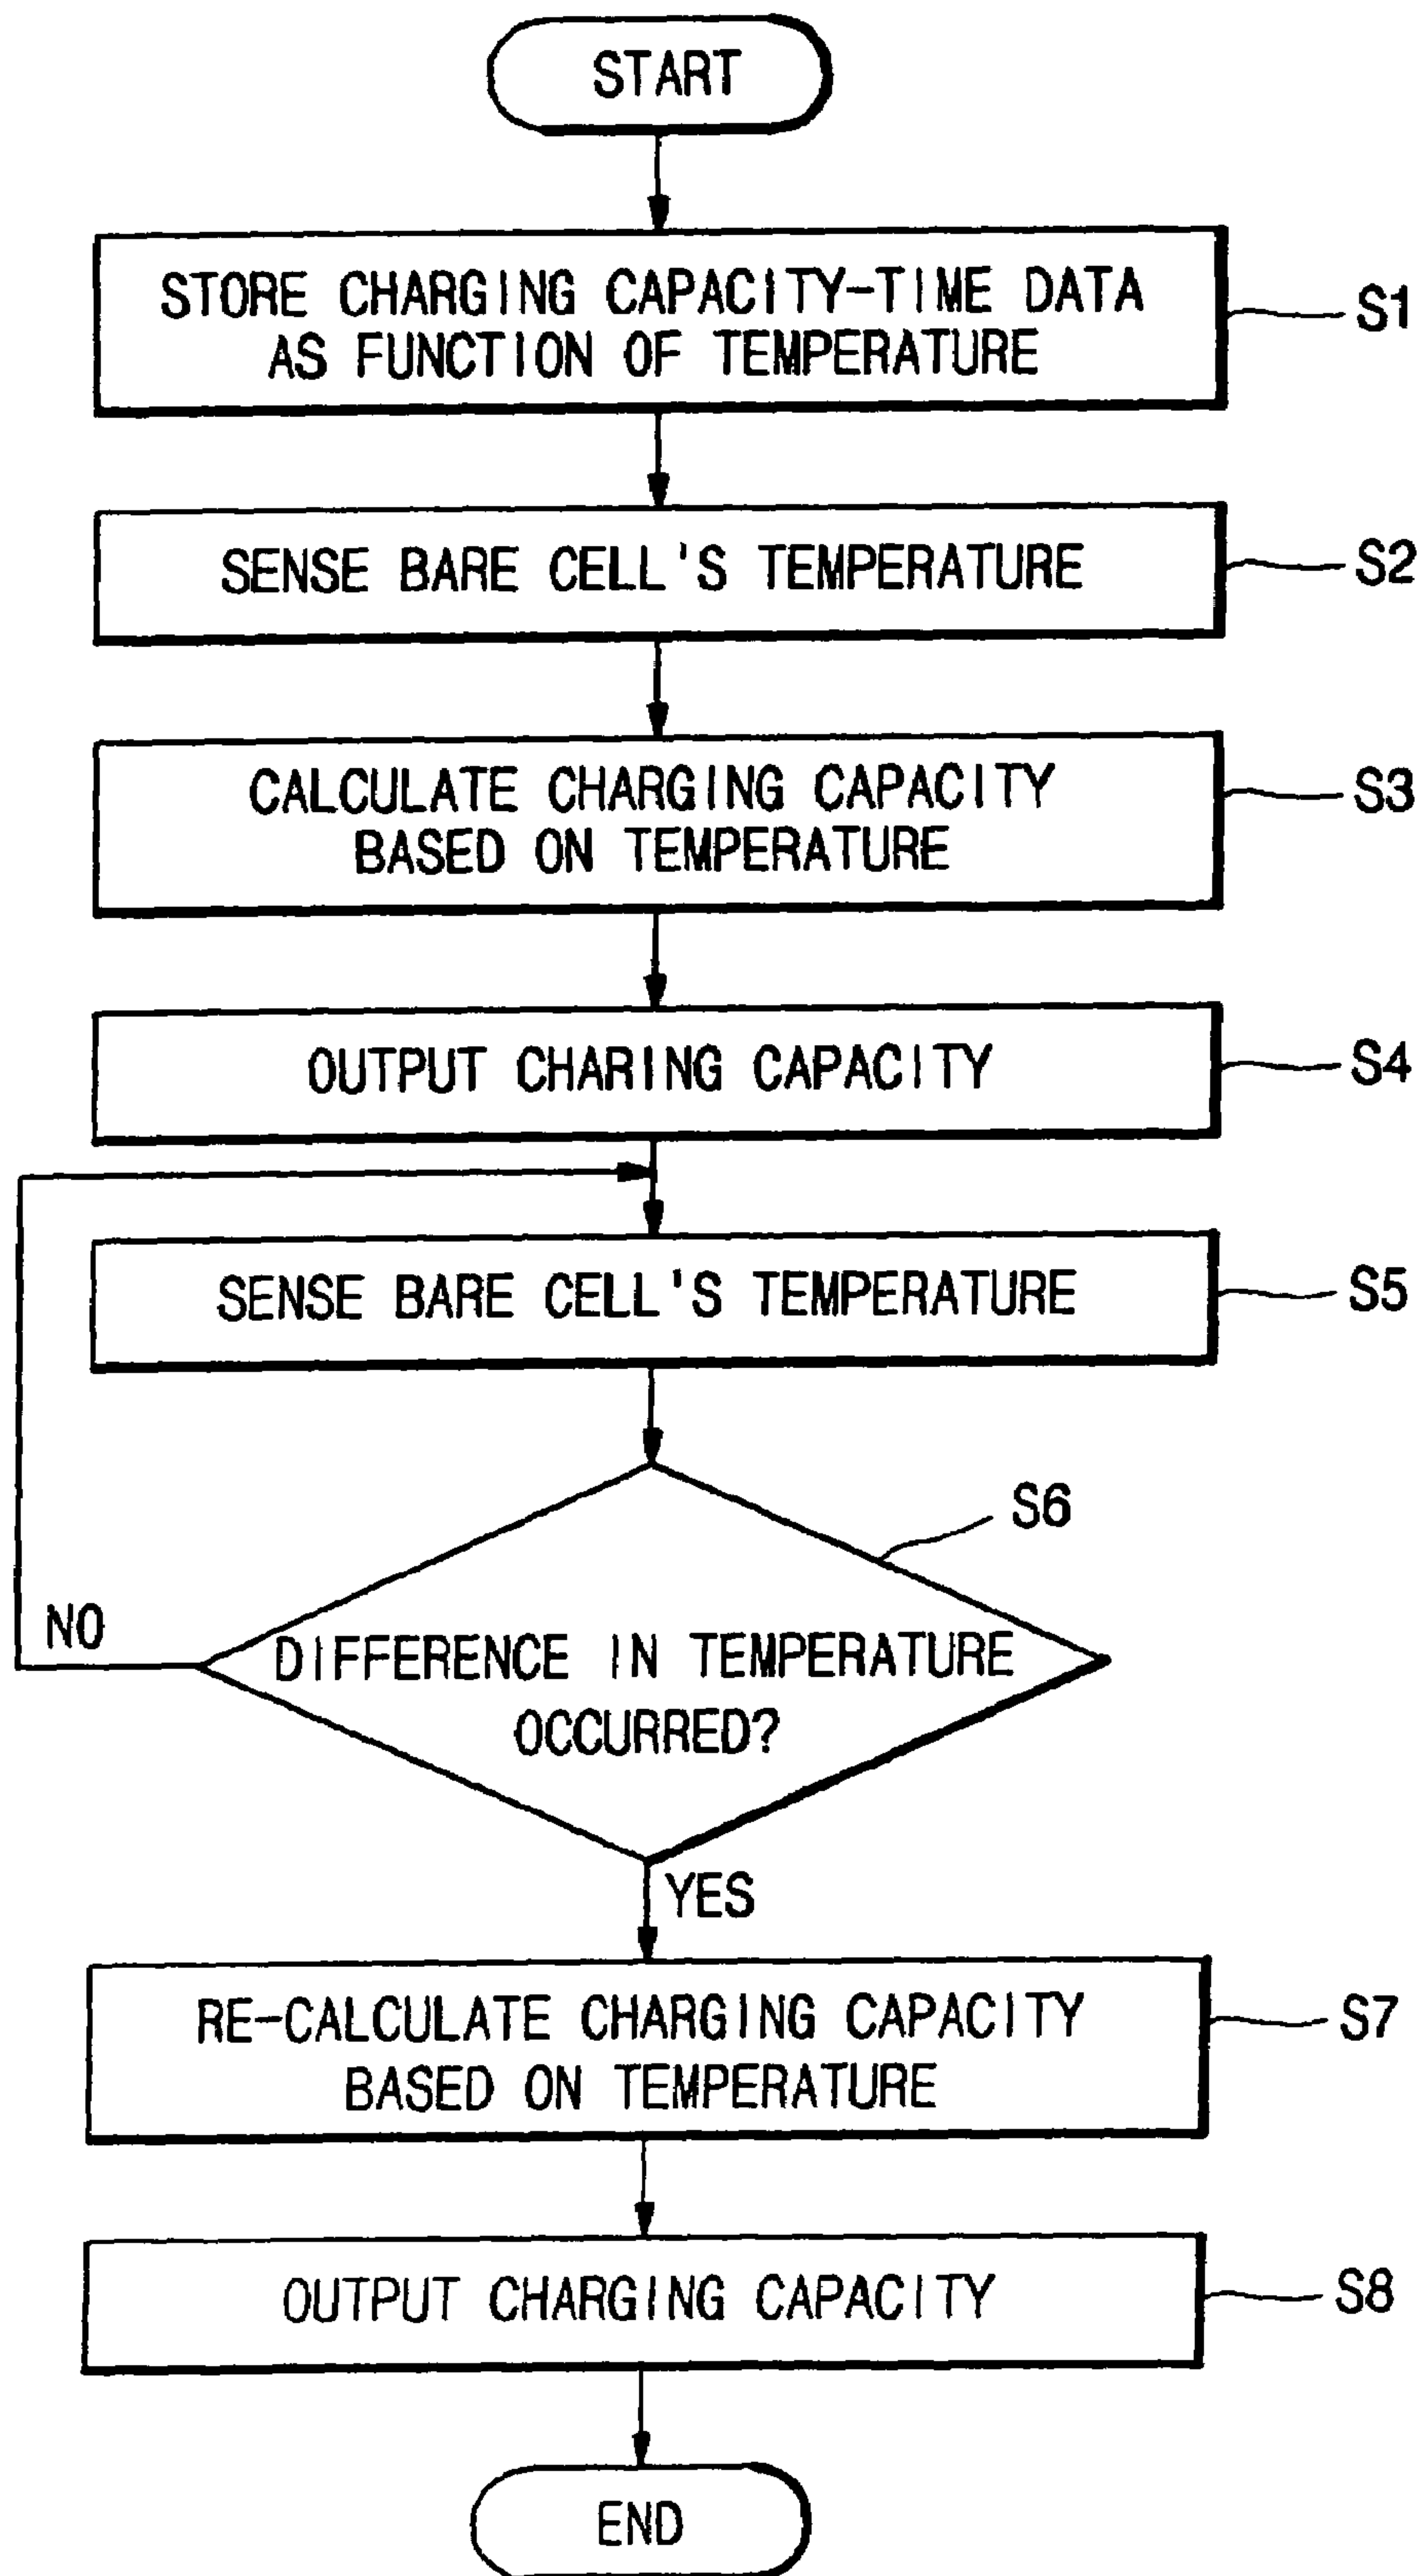 START
STORE CHARGING CAPACITY-TIME DATA
AS FUNCTION OF TEMPERATURE
S1
SENSE BARE CELL'S TEMPERATURE
S2
CALCULATE CHARGING CAPACITY
BASED ON TEMPERATURE
S3
OUTPUT CHARING CAPACITY
S4
SENSE BARE CELL'S TEMPERATURE
S5
S6
NO
DIFFERENCE IN TEMPERATURE
OCCURRED?
YES
RE-CALCULATE CHARGING CAPACITY
BASED ON TEMPERATURE
S7
OUTPUT CHARGING CAPACITY
S8
END